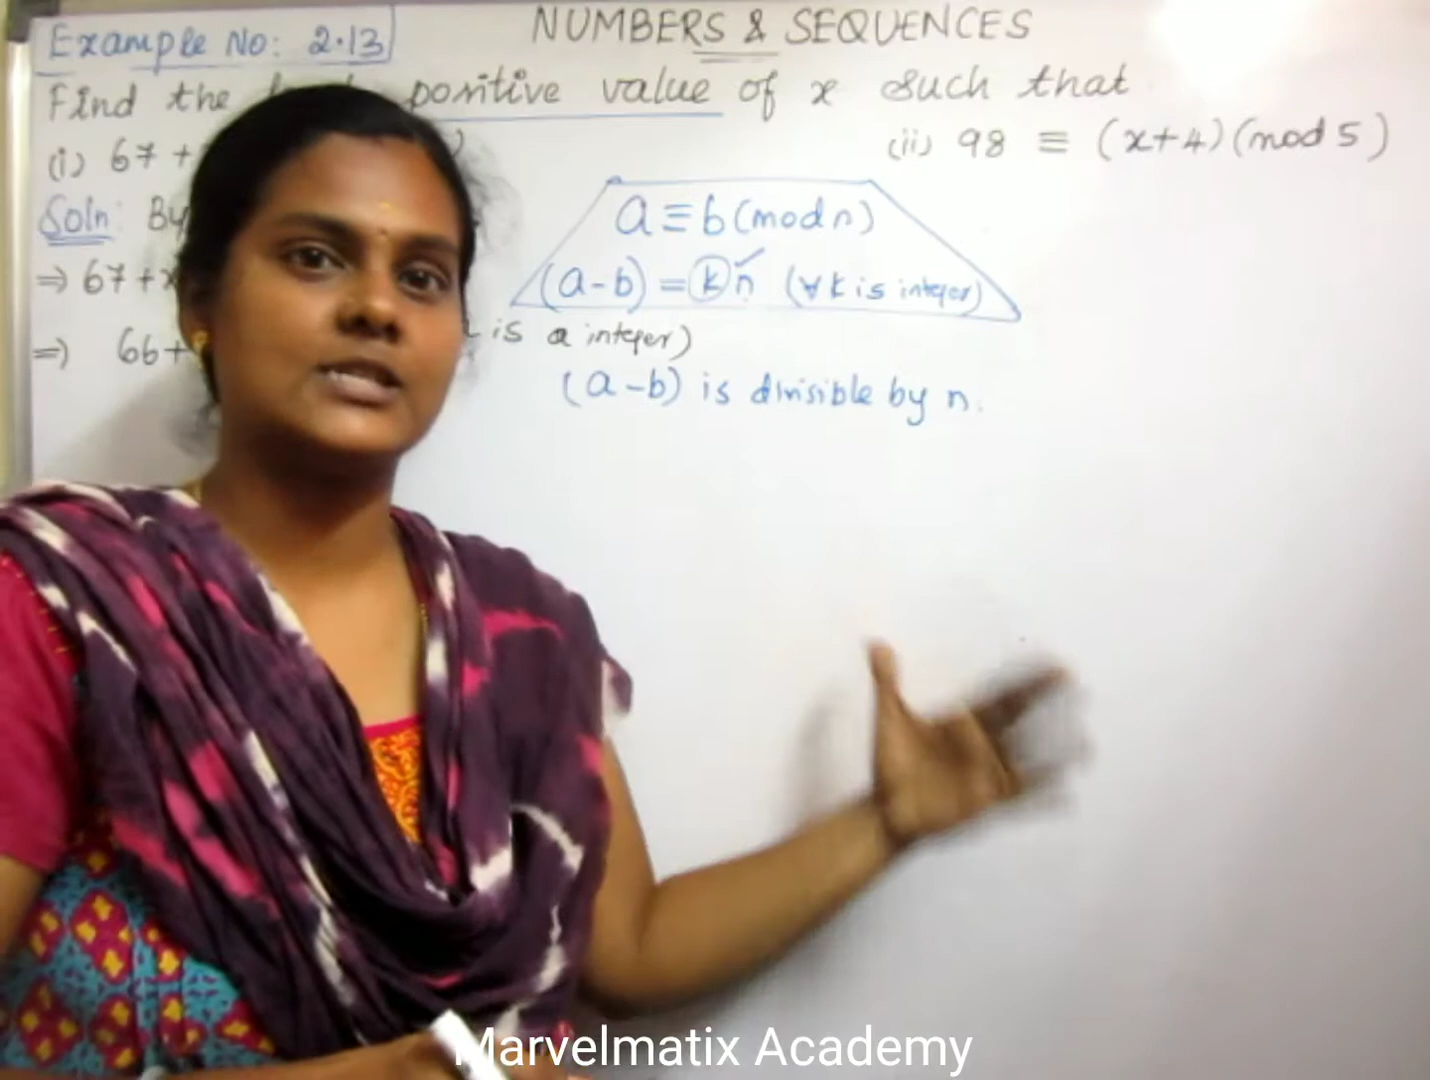 NUMBERS & SEQUENCES
Example No: 2.13
Find the positive value of x such that
(i) 67 + )
(ii) 98 ≡ (x+4) (mod 5)
Soln: By
a ≡ b (mod n)
⇒ 67 + x
(a-b) = k n (∀ k is integer)
is a integer)
⇒ 66 +
(a-b) is divisible by n.
Marvelmatix Academy